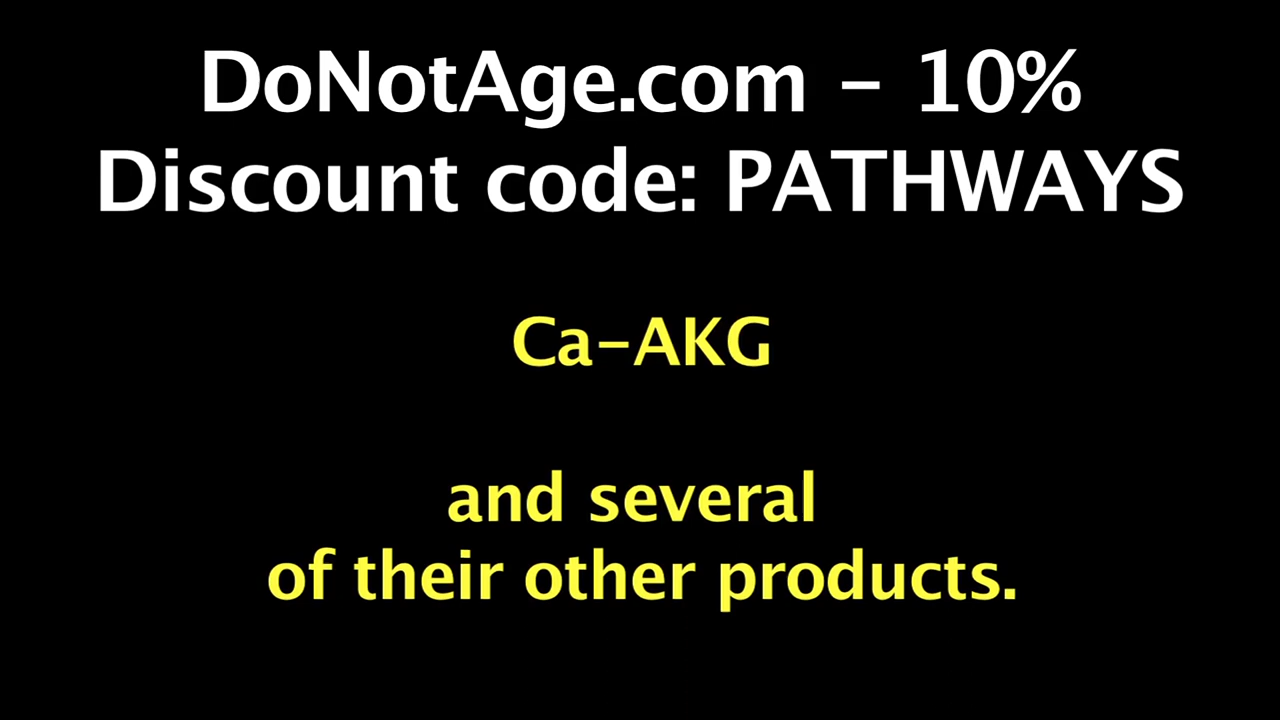 DoNotAge.com – 10%
Discount code: PATHWAYS
Ca–AKG
and several
of their other products.